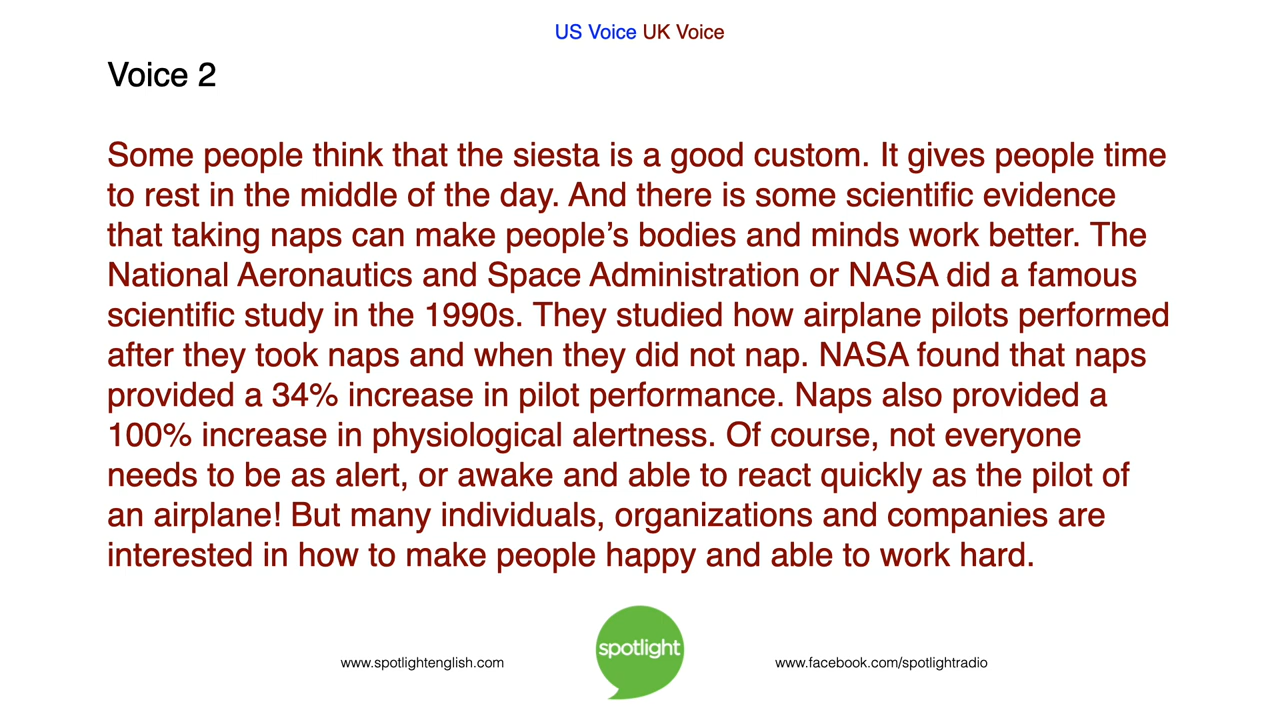 US Voice UK Voice
Voice 2
Some people think that the siesta is a good custom. It gives people time
to rest in the middle of the day. And there is some scientific evidence
that taking naps can make people’s bodies and minds work better. The
National Aeronautics and Space Administration or NASA did a famous
scientific study in the 1990s. They studied how airplane pilots performed
after they took naps and when they did not nap. NASA found that naps
provided a 34% increase in pilot performance. Naps also provided a
100% increase in physiological alertness. Of course, not everyone
needs to be as alert, or awake and able to react quickly as the pilot of
an airplane! But many individuals, organizations and companies are
interested in how to make people happy and able to work hard.
spotlight
www.spotlightenglish.com
www.facebook.com/spotlightradio